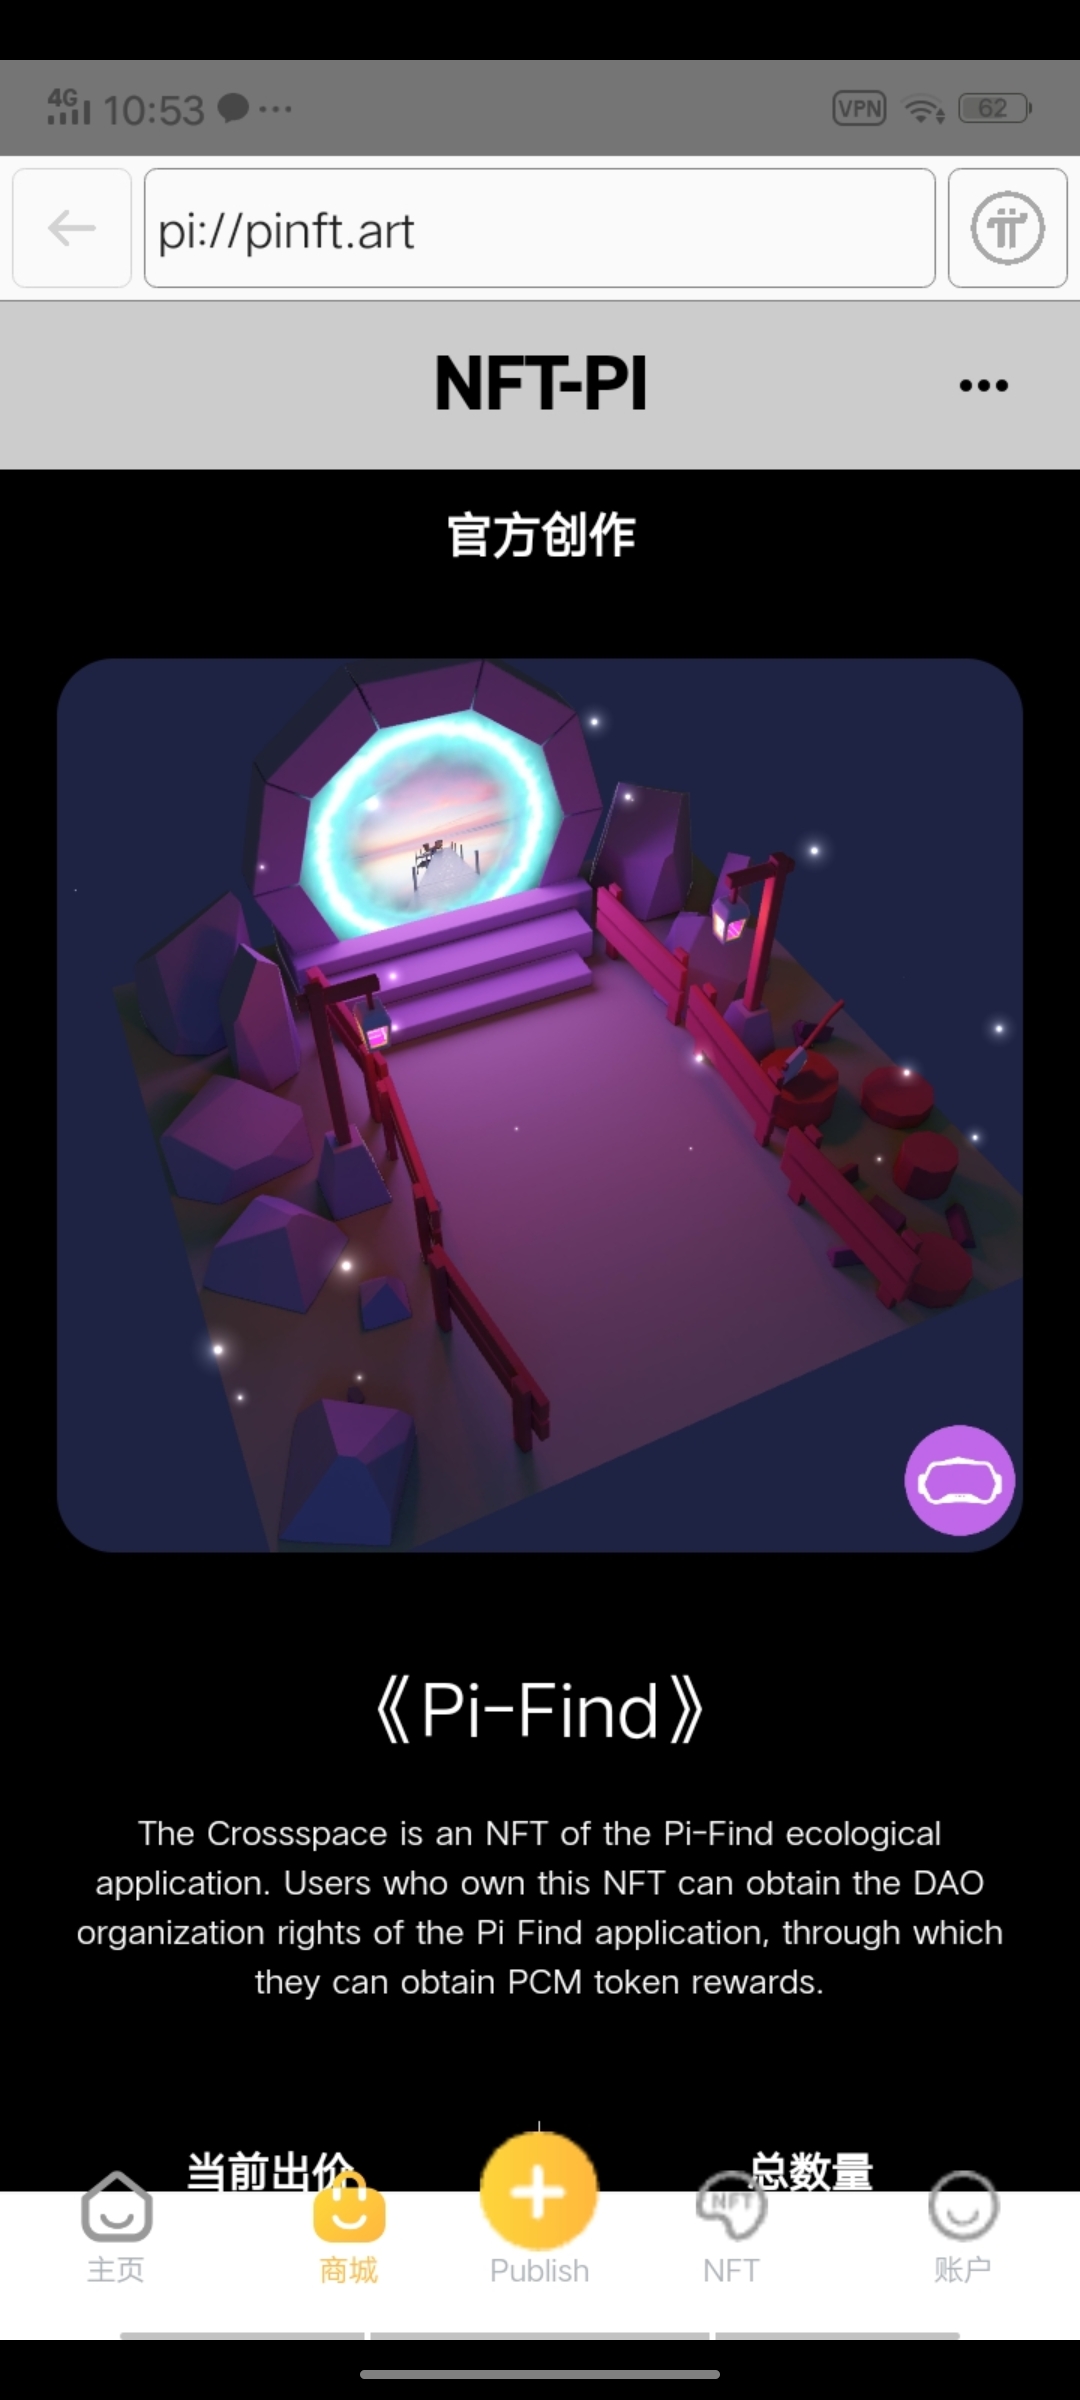 4G 10:53 ... VPN 62
pi://pinft.art
NFT-PI
官方创作
《Pi-Find》
The Crossspace is an NFT of the Pi-Find ecological
application. Users who own this NFT can obtain the DAO
organization rights of the Pi Find application, through which
they can obtain PCM token rewards.
当前出价 总数量
NFT
主页 商城 Publish NFT 账户